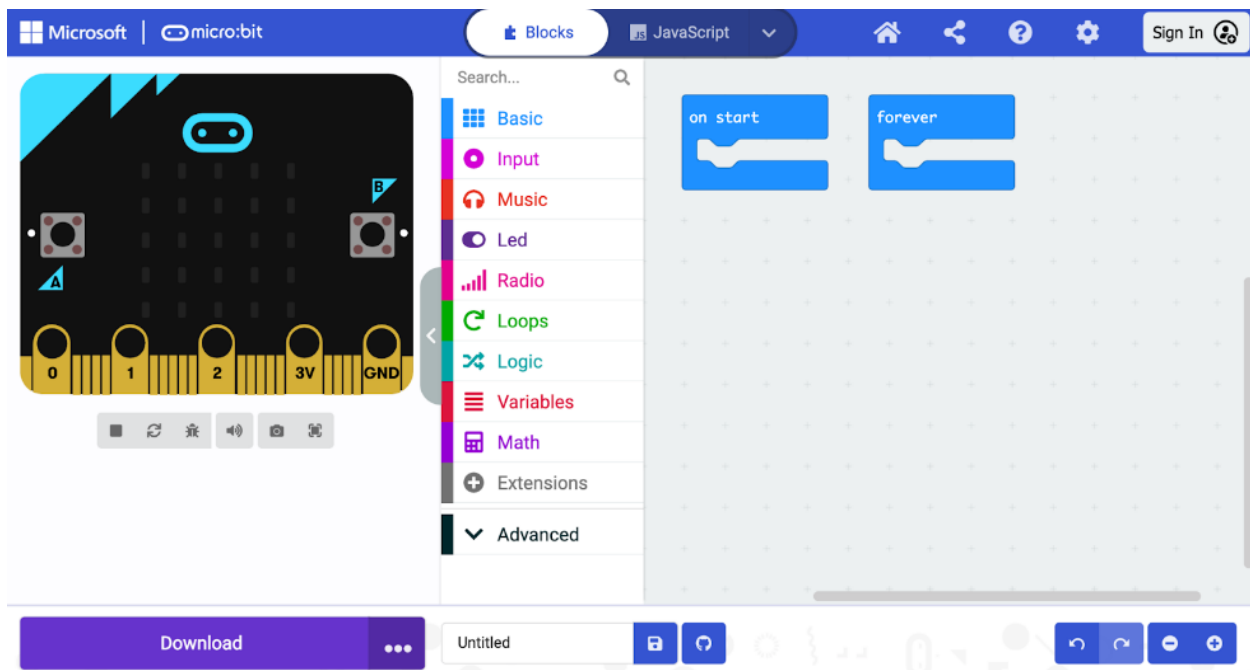 Microsoft micro:bit Blocks JS JavaScript Sign In
Search...
Basic
Input
Music
Led
Radio
Loops
Logic
Variables
Math
Extensions
Advanced
on start forever
B
A
0 1 2 3V GND
Download Untitled